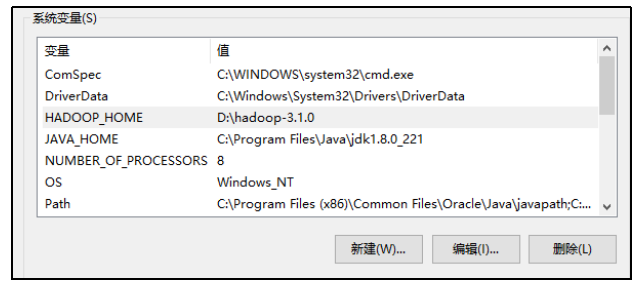 系统变量(S)
变量 值
ComSpec C:\WINDOWS\system32\cmd.exe
DriverData C:\Windows\System32\Drivers\DriverData
HADOOP_HOME D:\hadoop-3.1.0
JAVA_HOME C:\Program Files\Java\jdk1.8.0_221
NUMBER_OF_PROCESSORS 8
OS Windows_NT
Path C:\Program Files (x86)\Common Files\Oracle\Java\javapath;C:...
新建(W)... 编辑(I)... 删除(L)